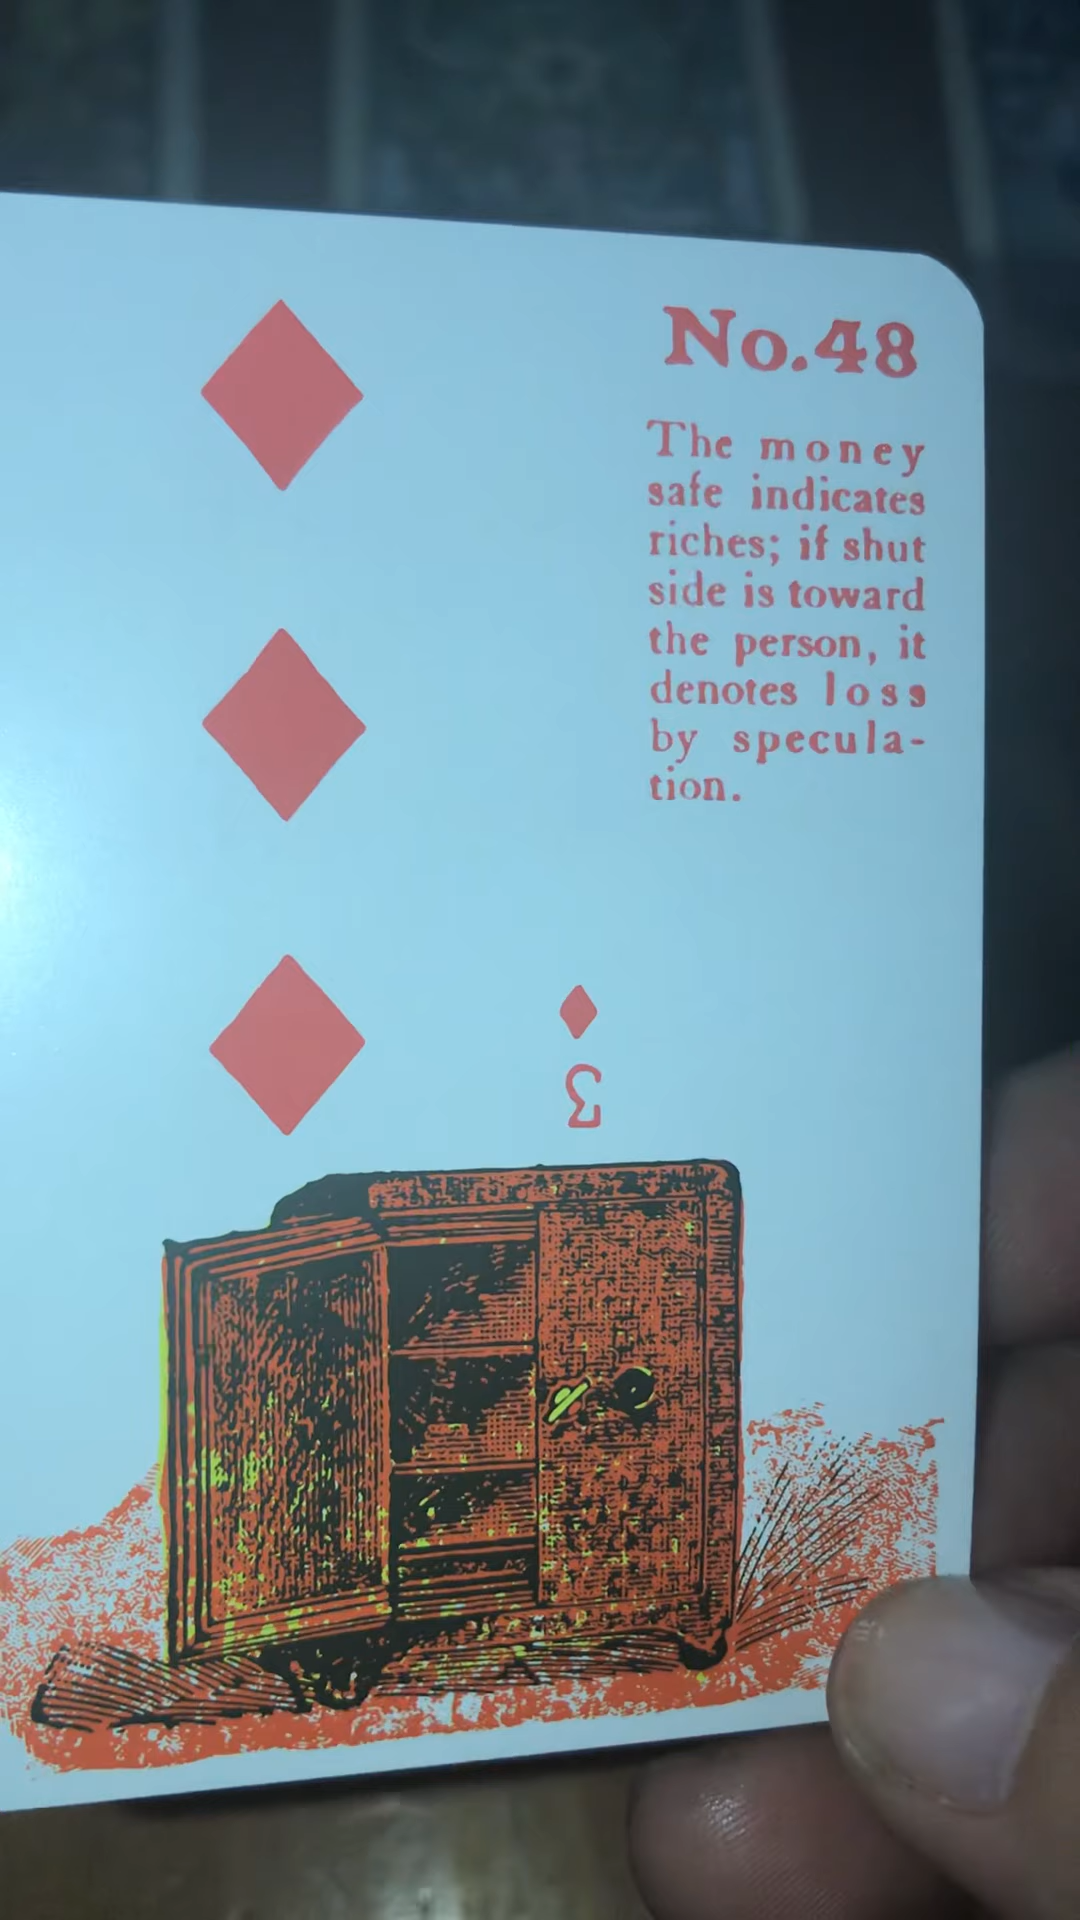 No.48
The money
safe indicates
riches; if shut
side is toward
the person, it
denotes loss
by specula-
tion.
3